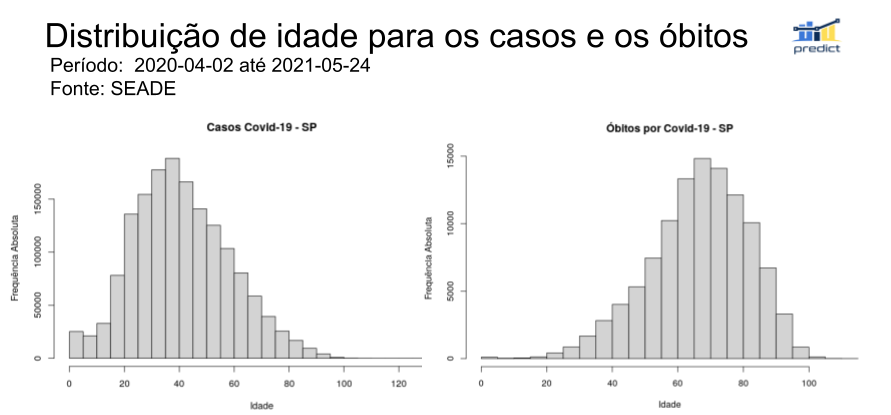 Distribuição de idade para os casos e os óbitos
Período:  2020-04-02 até 2021-05-24
Fonte: SEADE
predict
Casos Covid-19 - SP
Frequência Absoluta
0
50000
100000
150000
0 20 40 60 80 100 120
Idade
Óbitos por Covid-19 - SP
Frequência Absoluta
0
5000
10000
15000
0 20 40 60 80 100
Idade